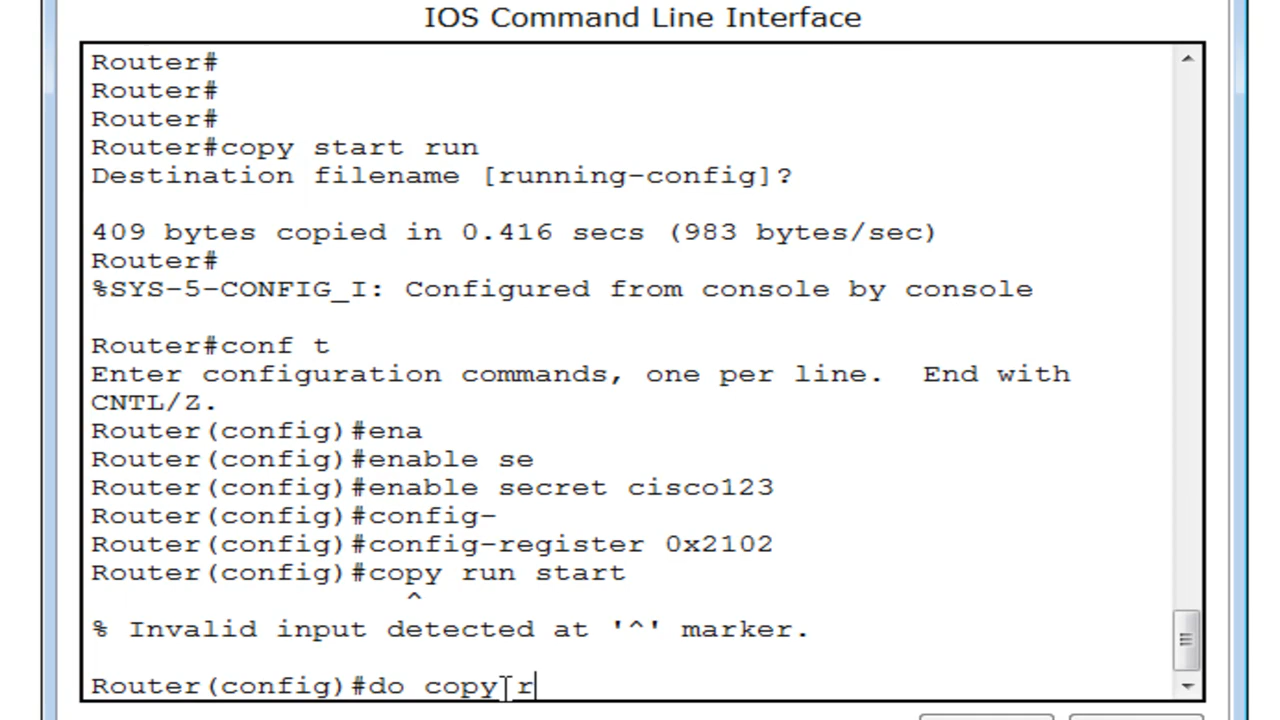 IOS Command Line Interface
Router#
Router#
Router#
Router#copy start run
Destination filename [running-config]?
409 bytes copied in 0.416 secs (983 bytes/sec)
Router#
%SYS-5-CONFIG_I: Configured from console by console
Router#conf t
Enter configuration commands, one per line.  End with
CNTL/Z.
Router(config)#ena
Router(config)#enable se
Router(config)#enable secret cisco123
Router(config)#config-
Router(config)#config-register 0x2102
Router(config)#copy run start
^
% Invalid input detected at '^' marker.
Router(config)#do copy r